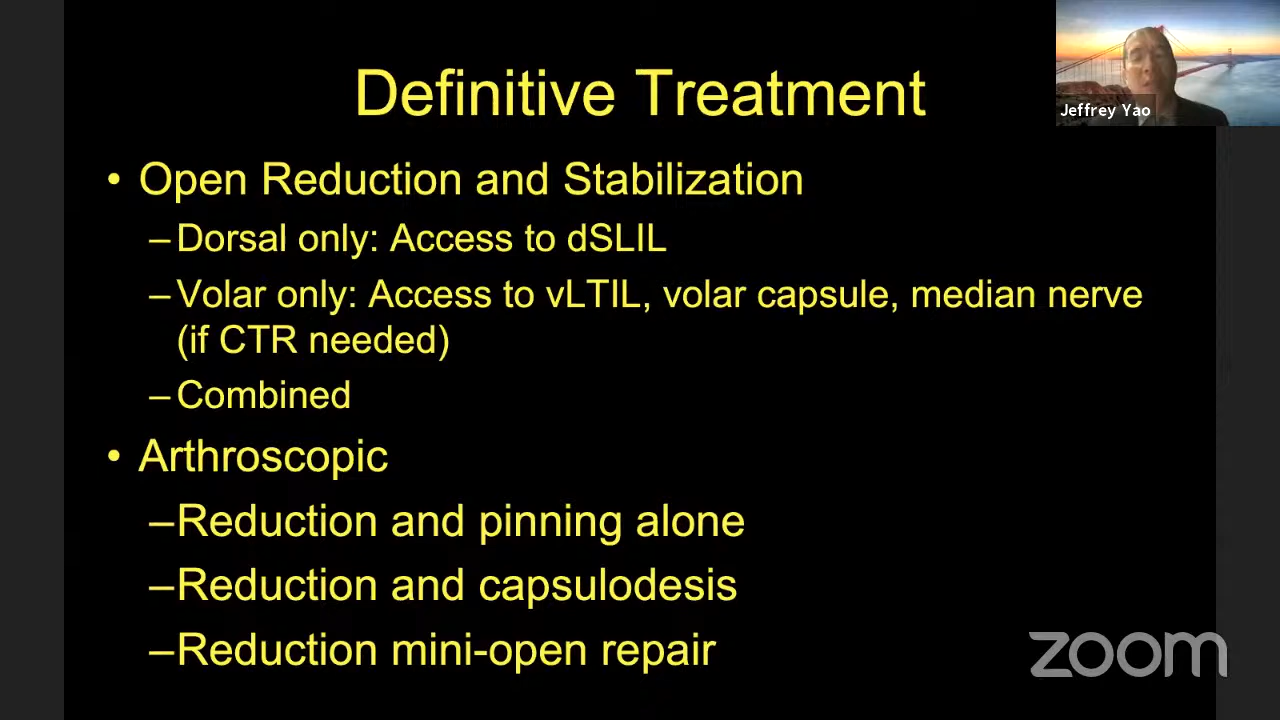 Definitive Treatment
Jeffrey Yao
• Open Reduction and Stabilization
–Dorsal only: Access to dSLIL
–Volar only: Access to vLTIL, volar capsule, median nerve
(if CTR needed)
–Combined
• Arthroscopic
–Reduction and pinning alone
–Reduction and capsulodesis
–Reduction mini-open repair
zoom